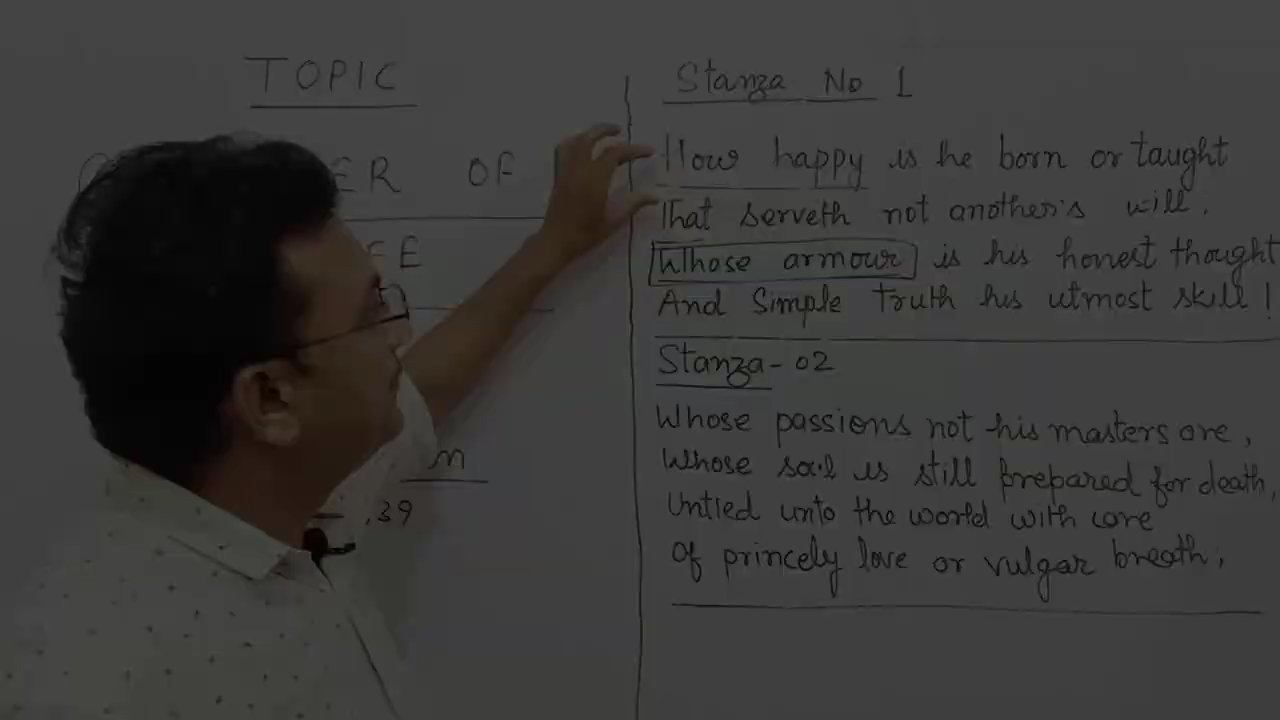 TOPIC
OF
Stanza No 1
How happy is he born or taught
That serveth not another's will.
Whose armour is his honest thought
And Simple truth his utmost skill!
Stanza-02
Whose passions not his masters are,
Whose soul is still prepared for death,
Untied unto the world with care
Of princely love or vulgar breath,
39